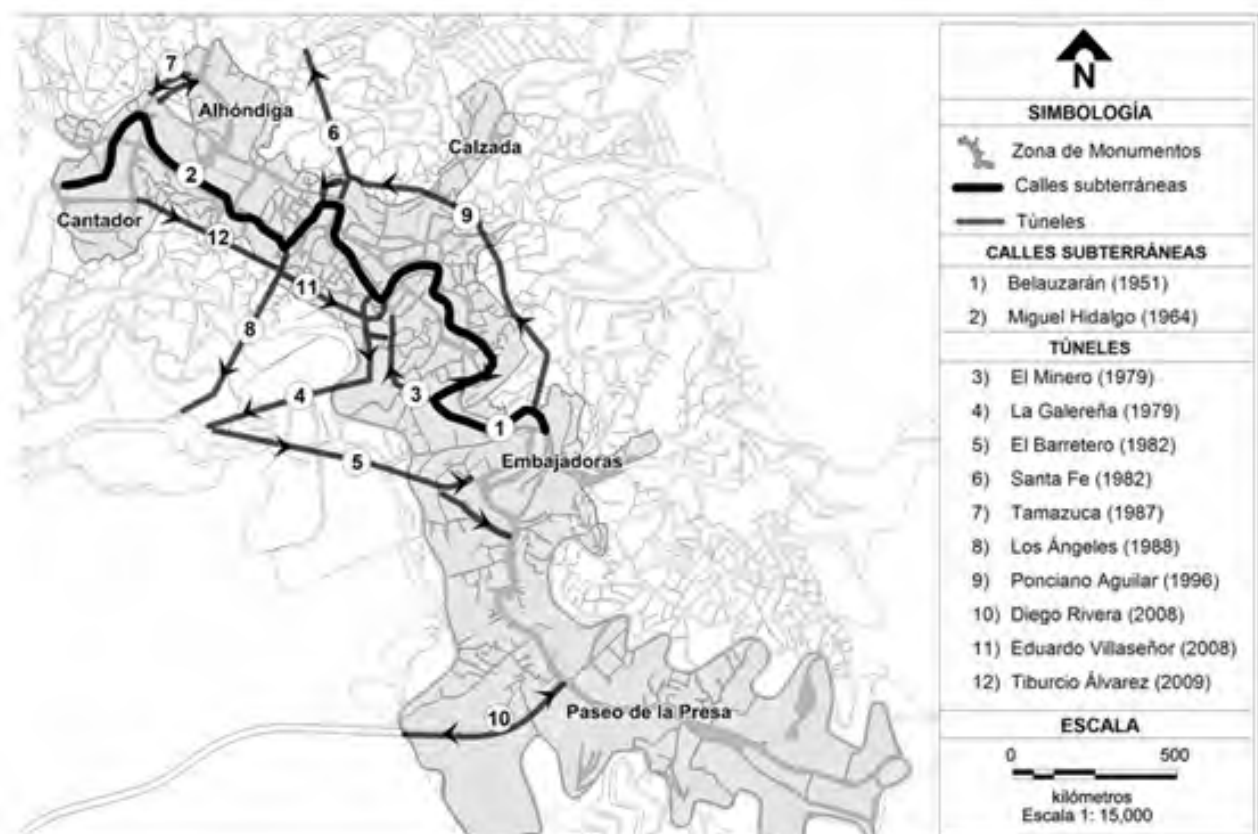 7
Alhóndiga
6
Calzada
2
9
Cantador
12
11
8
4
3
1
5
Embajadoras
10
Paseo de la Presa
N
SIMBOLOGÍA
Zona de Monumentos
Calles subterráneas
Túneles
CALLES SUBTERRÁNEAS
1) Belauzarán (1951)
2) Miguel Hidalgo (1964)
TÚNELES
3) El Minero (1979)
4) La Galereña (1979)
5) El Barretero (1982)
6) Santa Fe (1982)
7) Tamazuca (1987)
8) Los Ángeles (1988)
9) Ponciano Aguilar (1996)
10) Diego Rivera (2008)
11) Eduardo Villaseñor (2008)
12) Tiburcio Álvarez (2009)
ESCALA
0 500
kilómetros
Escala 1: 15,000